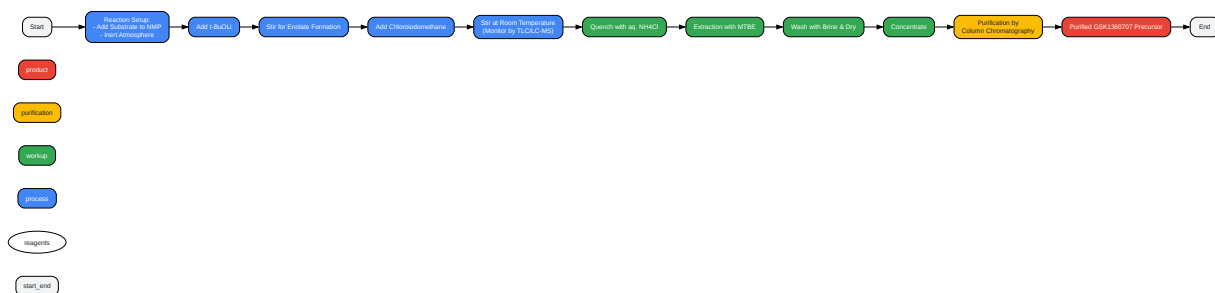 Start
Reaction Setup:
- Add Substrate to NMP
- Inert Atmosphere
Add t-BuOLi
Stir for Enolate Formation
Add Chloroiodomethane
Stir at Room Temperature
(Monitor by TLC/LC-MS)
Quench with aq. NH4Cl
Extraction with MTBE
Wash with Brine & Dry
Concentrate
Purification by
Column Chromatography
Purified GSK1360707 Precursor
End
product
purification
workup
process
reagents
start_end